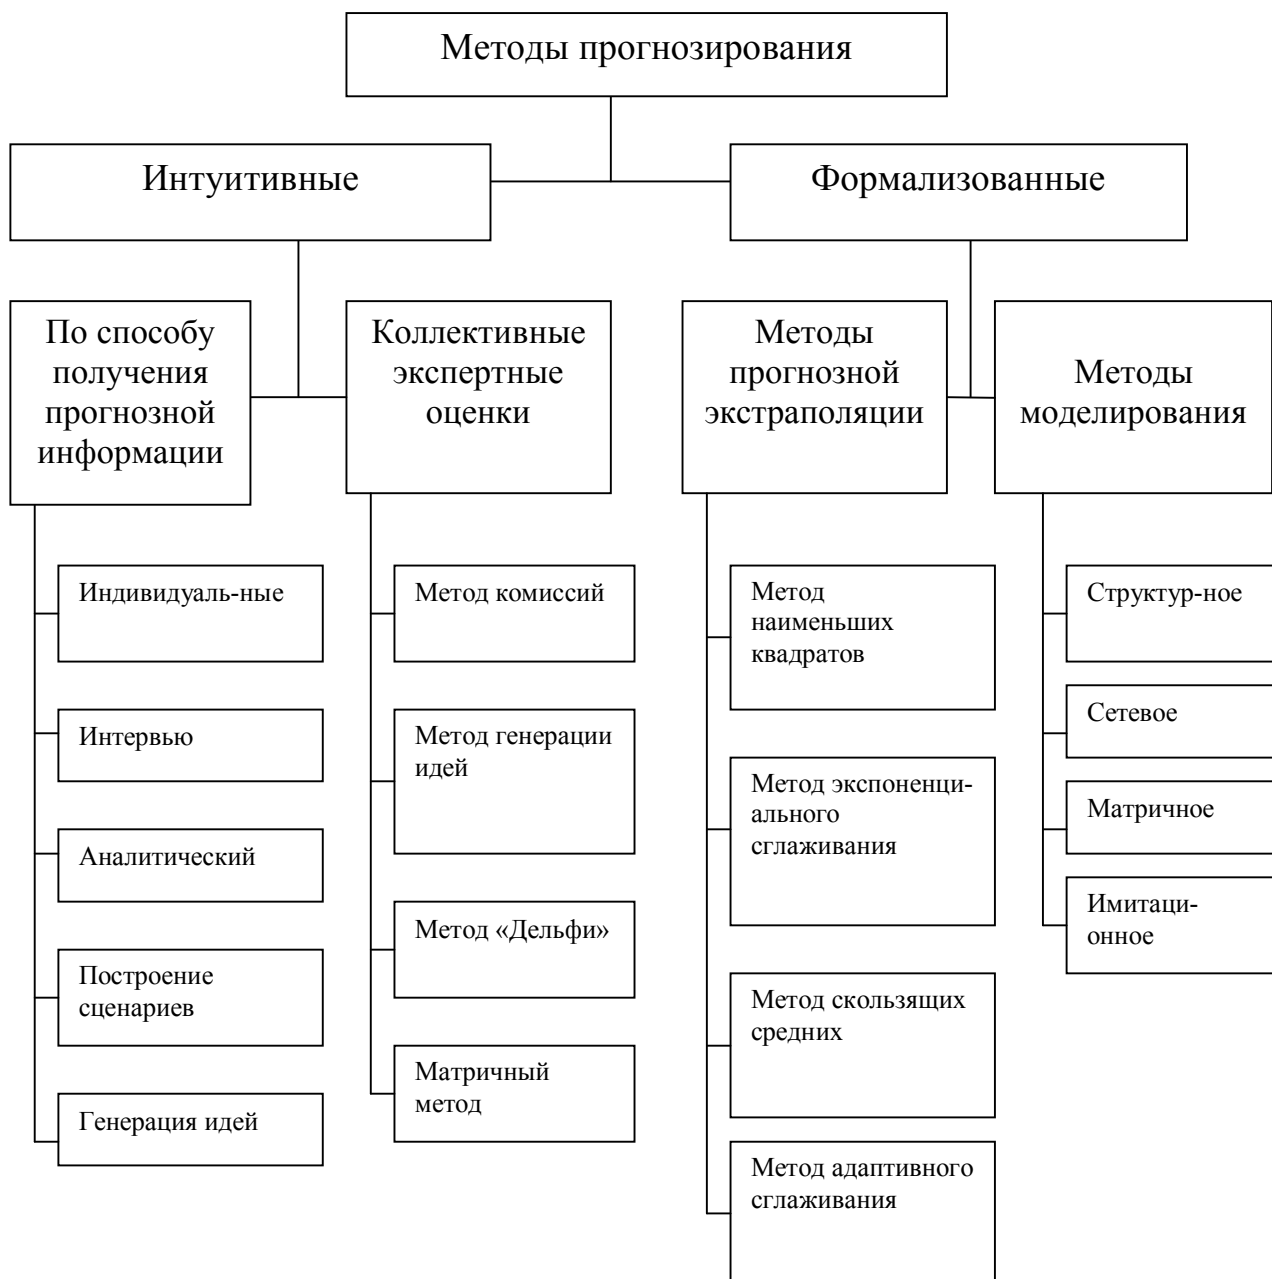 Методы прогнозирования
Интуитивные
Формализованные
По способу
получения
прогнозной
информации
Коллективные
экспертные
оценки
Методы
прогнозной
экстраполяции
Методы
моделирования
Индивидуаль-ные
Интервью
Аналитический
Построение
сценариев
Генерация идей
Метод комиссий
Метод генерации
идей
Метод «Дельфи»
Матричный
метод
Метод
наименьших
квадратов
Метод экспоненци-
ального
сглаживания
Метод скользящих
средних
Метод адаптивного
сглаживания
Структур-ное
Сетевое
Матричное
Имитаци-
онное